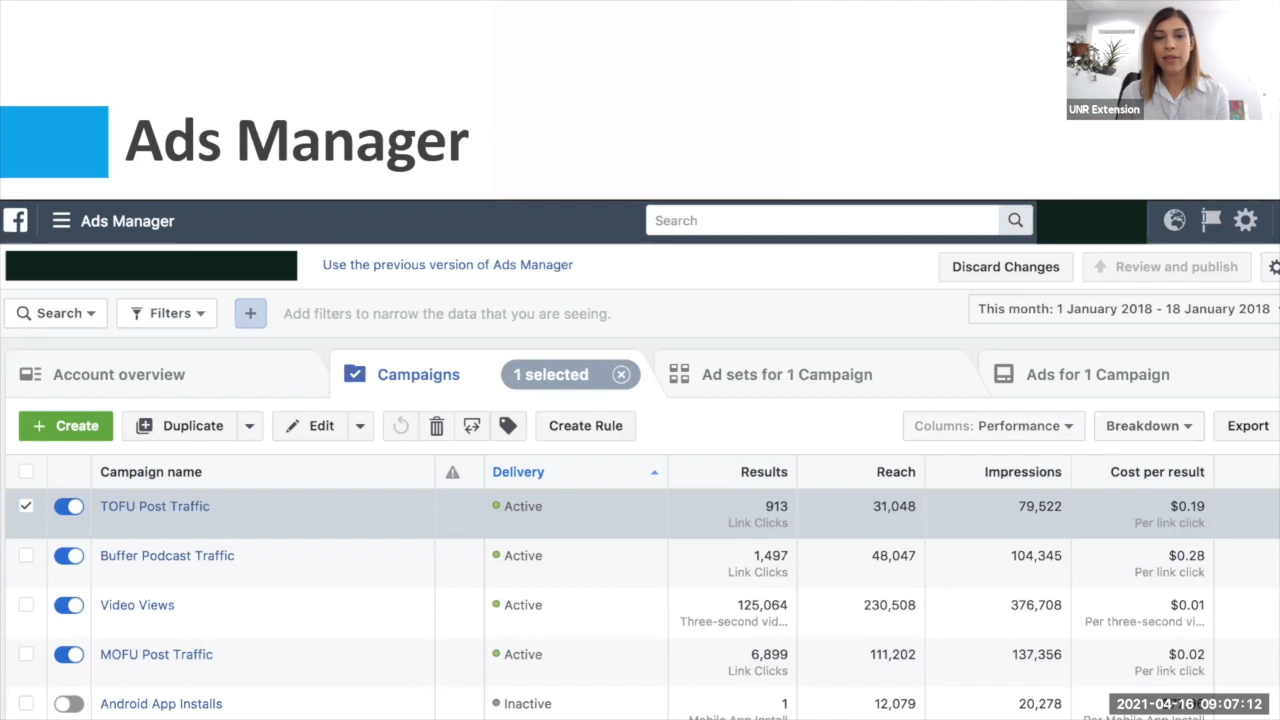 UNR Extension
Ads Manager
Ads Manager
Search
Use the previous version of Ads Manager
Discard Changes
Review and publish
Search
Filters
+
Add filters to narrow the data that you are seeing.
This month: 1 January 2018 - 18 January 2018
Account overview
Campaigns
1 selected
Ad sets for 1 Campaign
Ads for 1 Campaign
+ Create
Duplicate
Edit
Create Rule
Columns: Performance
Breakdown
Export
Campaign name Delivery Results Reach Impressions Cost per result
TOFU Post Traffic Active 913 31,048 79,522 $0.19
Link Clicks Per link click
Buffer Podcast Traffic Active 1,497 48,047 104,345 $0.28
Link Clicks Per link click
Video Views Active 125,064 230,508 376,708 $0.01
Three-second vid... Per three-second vi...
MOFU Post Traffic Active 6,899 111,202 137,356 $0.02
Link Clicks Per link click
Android App Installs Inactive 1 12,079 20,278
2021-04-16 09:07:12